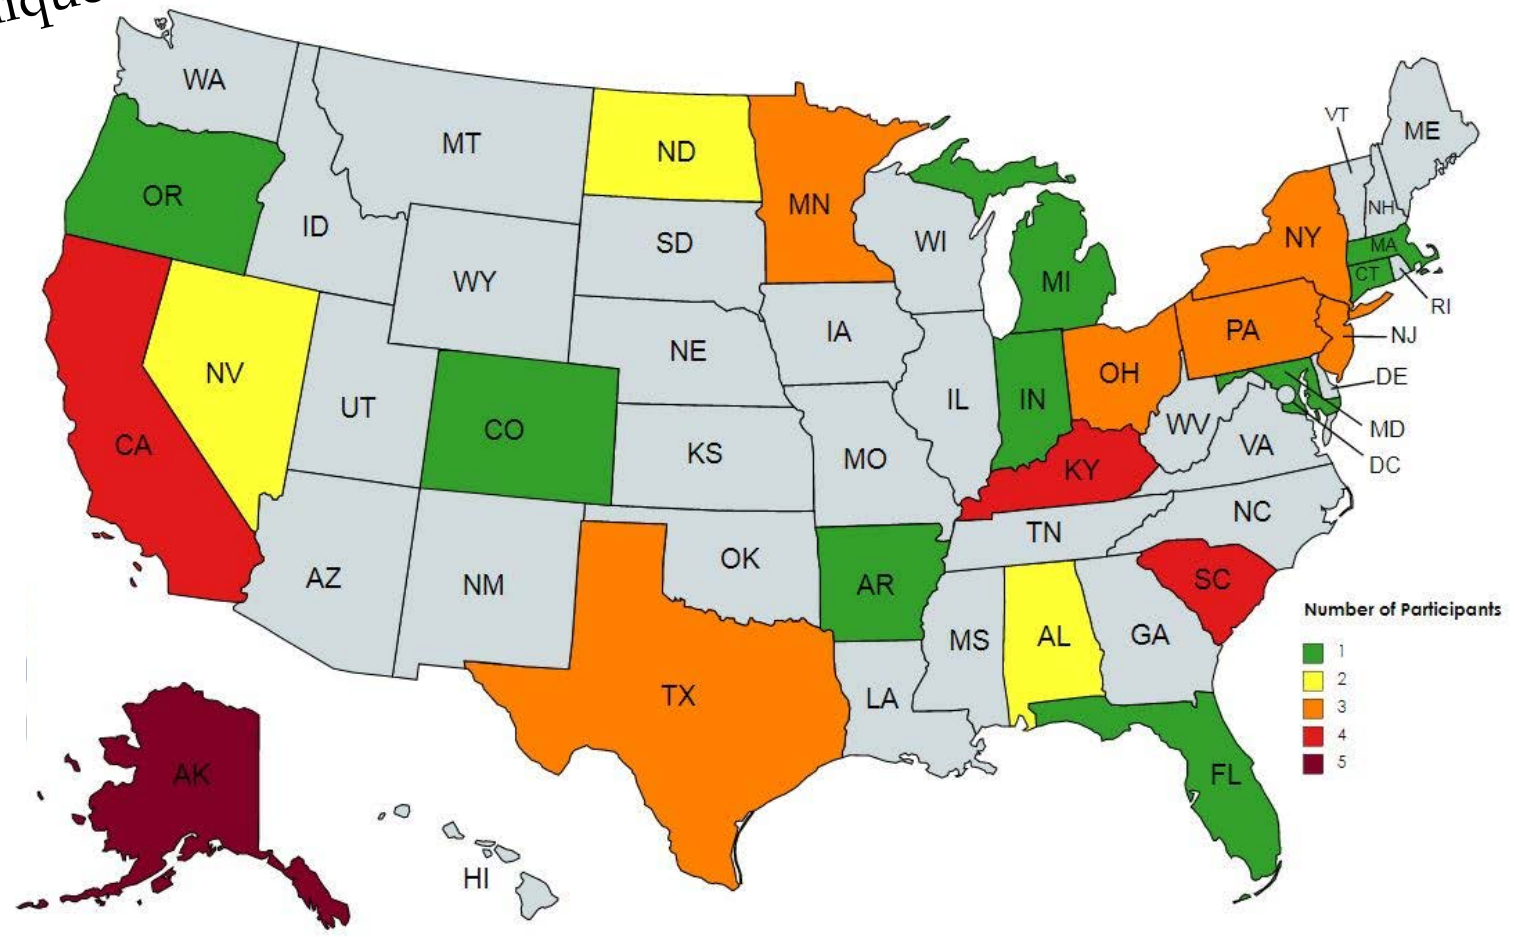 WA
MT
ND
MN
OR
ID
SD
WY
WI
MI
VT
ME
NH
NY
MA
CT
RI
NV
UT
CO
NE
IA
IL
IN
OH
PA
NJ
DE
MD
DC
CA
KS
MO
KY
WV
VA
AZ
NM
OK
AR
TN
NC
SC
TX
LA
MS
AL
GA
FL
AK
HI
Number of Participants
1
2
3
4
5